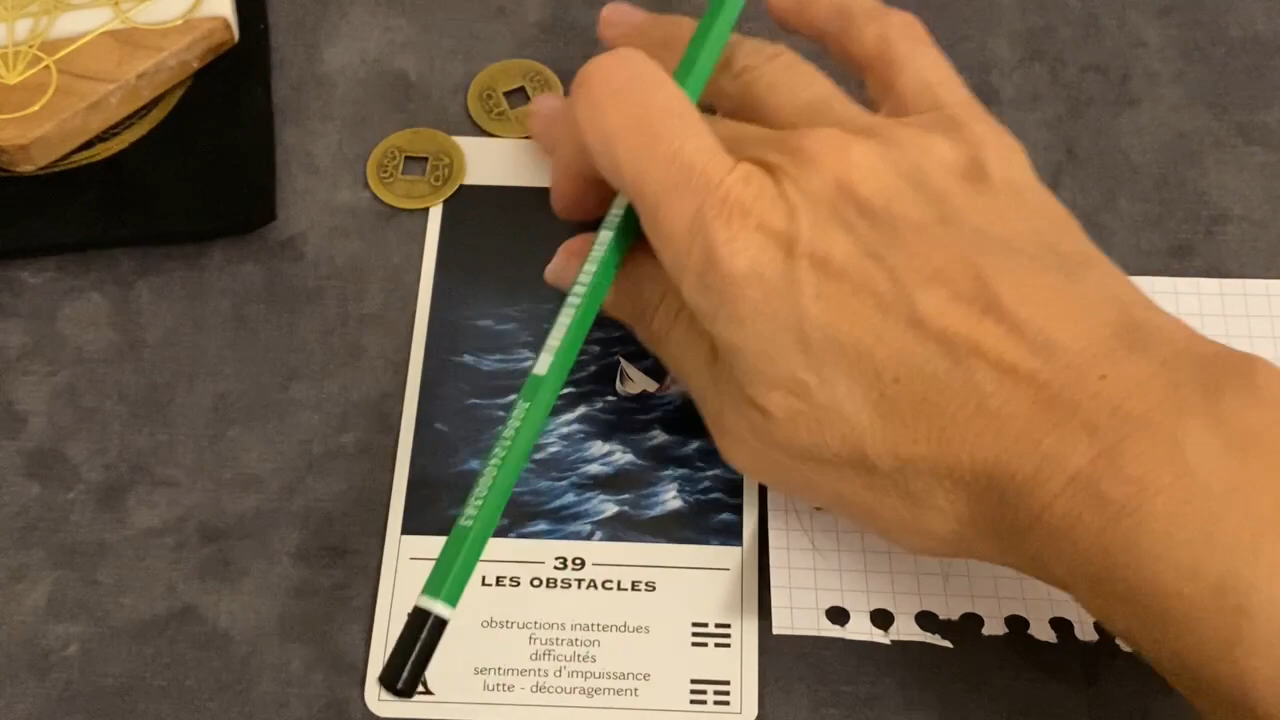 39
LES OBSTACLES
obstructions inattendues
frustration
difficultés
sentiments d'impuissance
lutte - découragement